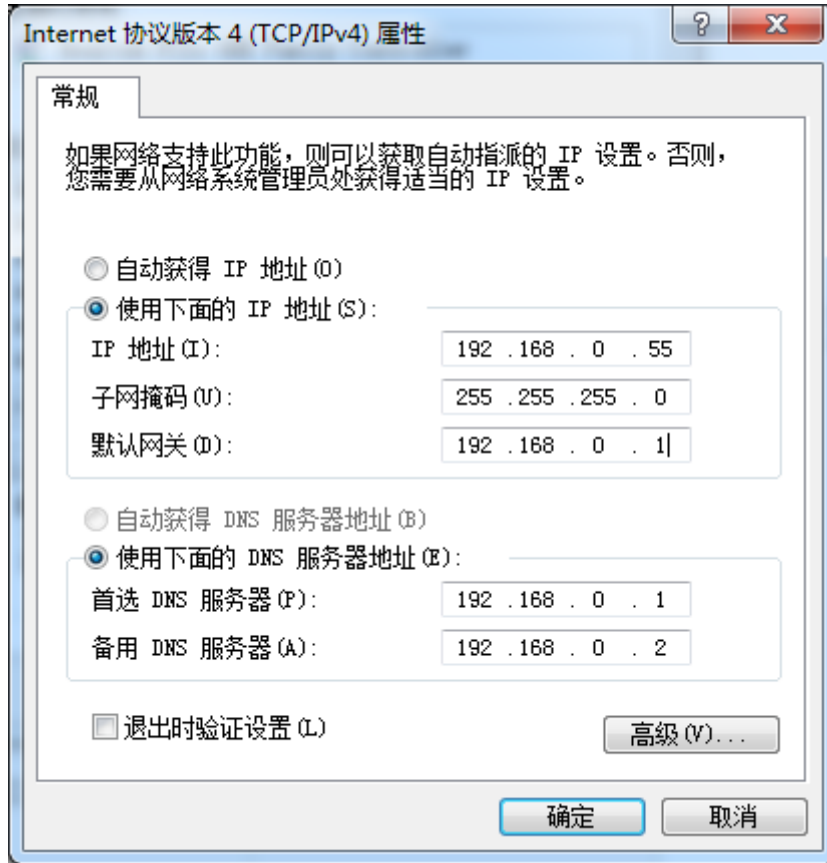 Internet 协议版本 4 (TCP/IPv4) 属性
常规
如果网络支持此功能，则可以获取自动指派的 IP 设置。否则，
您需要从网络系统管理员处获得适当的 IP 设置。
自动获得 IP 地址(O)
使用下面的 IP 地址(S):
IP 地址(I): 192 .168 . 0 . 55
子网掩码(U): 255 .255 .255 . 0
默认网关(D): 192 .168 . 0 . 1
自动获得 DNS 服务器地址(B)
使用下面的 DNS 服务器地址(E):
首选 DNS 服务器(P): 192 .168 . 0 . 1
备用 DNS 服务器(A): 192 .168 . 0 . 2
退出时验证设置(L)
高级(V)...
确定 取消